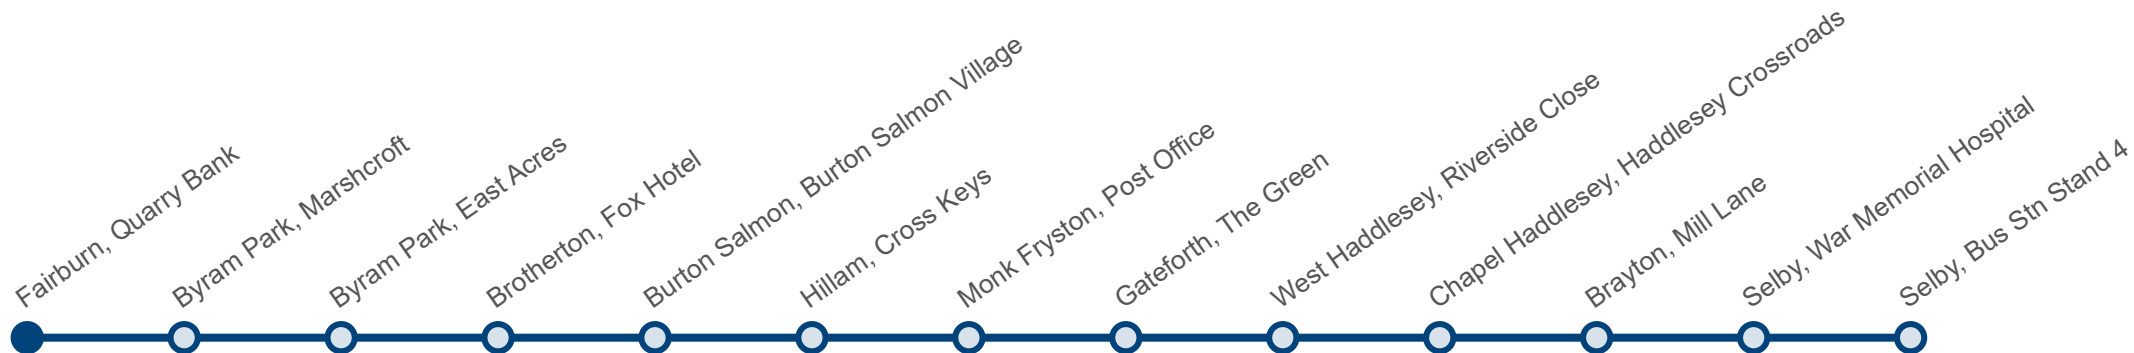 Fairburn, Quarry Bank
Byram Park, Marshcroft
Byram Park, East Acres
Brotherton, Fox Hotel
Burton Salmon, Burton Salmon Village
Hillam, Cross Keys
Monk Fryston, Post Office
Gateforth, The Green
West Haddlesey, Riverside Close
Chapel Haddlesey, Haddlesey Crossroads
Brayton, Mill Lane
Selby, War Memorial Hospital
Selby, Bus Stn Stand 4